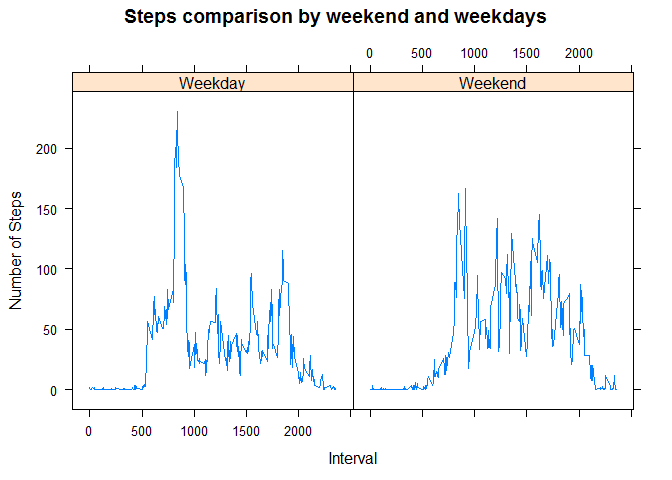 Steps comparison by weekend and weekdays
0 500 1000 1500 2000
Weekday Weekend
200
150
100
50
0
Number of Steps
0 500 1000 1500 2000
Interval